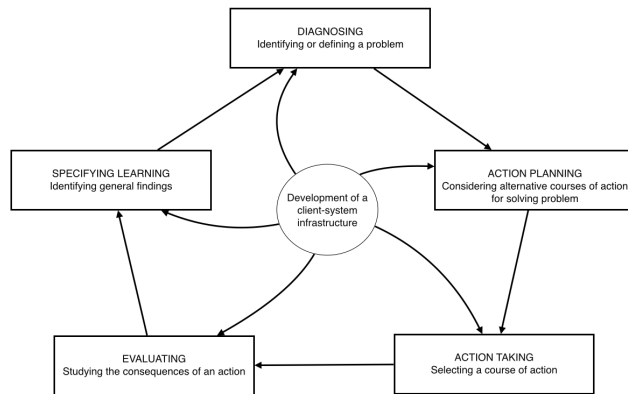 DIAGNOSING
Identifying or defining a problem
SPECIFYING LEARNING
Identifying general findings
ACTION PLANNING
Considering alternative courses of action
for solving problem
Development of a
client-system
infrastructure
EVALUATING
Studying the consequences of an action
ACTION TAKING
Selecting a course of action